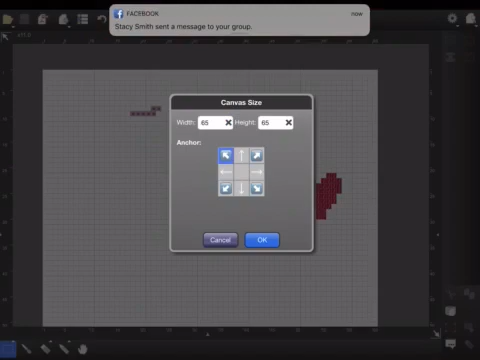 FACEBOOK
now
Stacy Smith sent a message to your group.
Canvas Size
Width: 65 Height: 65
Anchor:
Cancel
OK